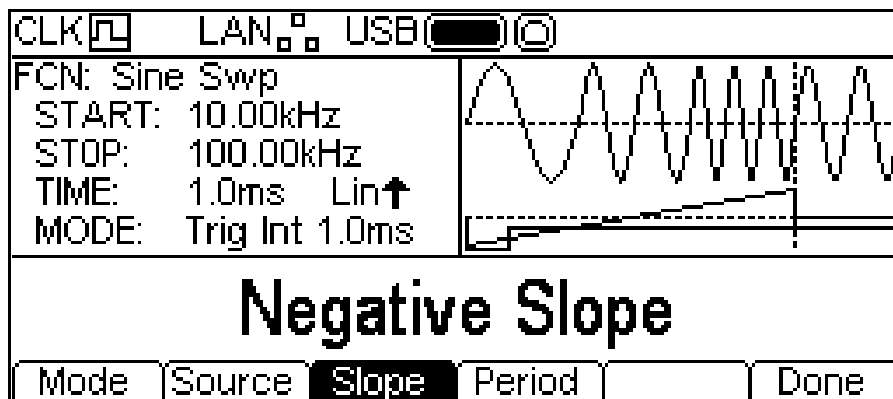 CLK LAN USB
FCN: Sine Swp
START: 10.00kHz
STOP: 100.00kHz
TIME: 1.0ms Lin↑
MODE: Trig Int 1.0ms
Negative Slope
Mode Source Slope Period Done